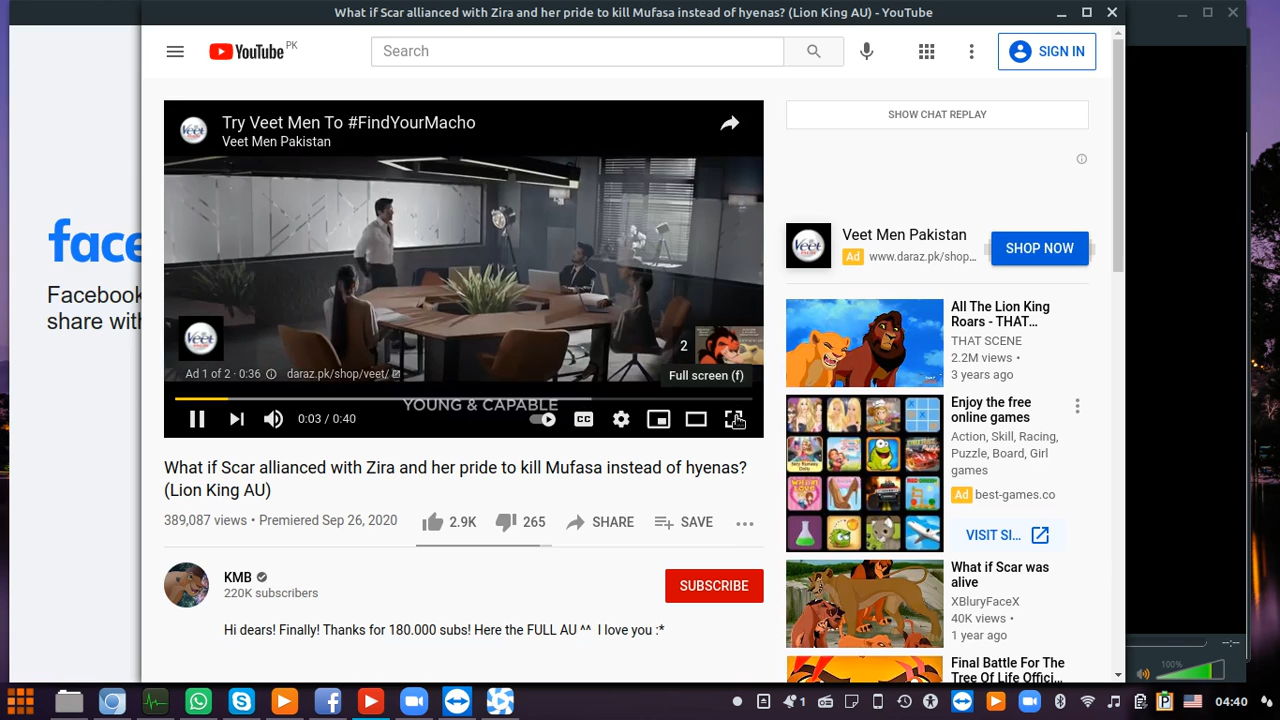 What if Scar allianced with Zira and her pride to kill Mufasa instead of hyenas? (Lion King AU) - YouTube
YouTube PK
Search
SIGN IN
face
Facebook
share with
Try Veet Men To #FindYourMacho
Veet Men Pakistan
Veet
Veet
2
Ad 1 of 2 · 0:36
daraz.pk/shop/veet/
Full screen (f)
YOUNG & CAPABLE
0:03 / 0:40
CC
What if Scar allianced with Zira and her pride to kill Mufasa instead of hyenas?
(Lion King AU)
389,087 views • Premiered Sep 26, 2020
2.9K
265
SHARE
SAVE
KMB
220K subscribers
SUBSCRIBE
Hi dears! Finally! Thanks for 180.000 subs! Here the FULL AU ^^ I love you :*
SHOW CHAT REPLAY
Veet
Veet Men Pakistan
Ad www.daraz.pk/shop...
SHOP NOW
All The Lion King
Roars - THAT...
THAT SCENE
2.2M views •
3 years ago
Enjoy the free
online games
Action, Skill, Racing,
Puzzle, Board, Girl
games
Ad best-games.co
VISIT SI...
What if Scar was
alive
XBluryFaceX
40K views •
1 year ago
Final Battle For The
Tree Of Life Offici...
--:--
100%
1
04:40